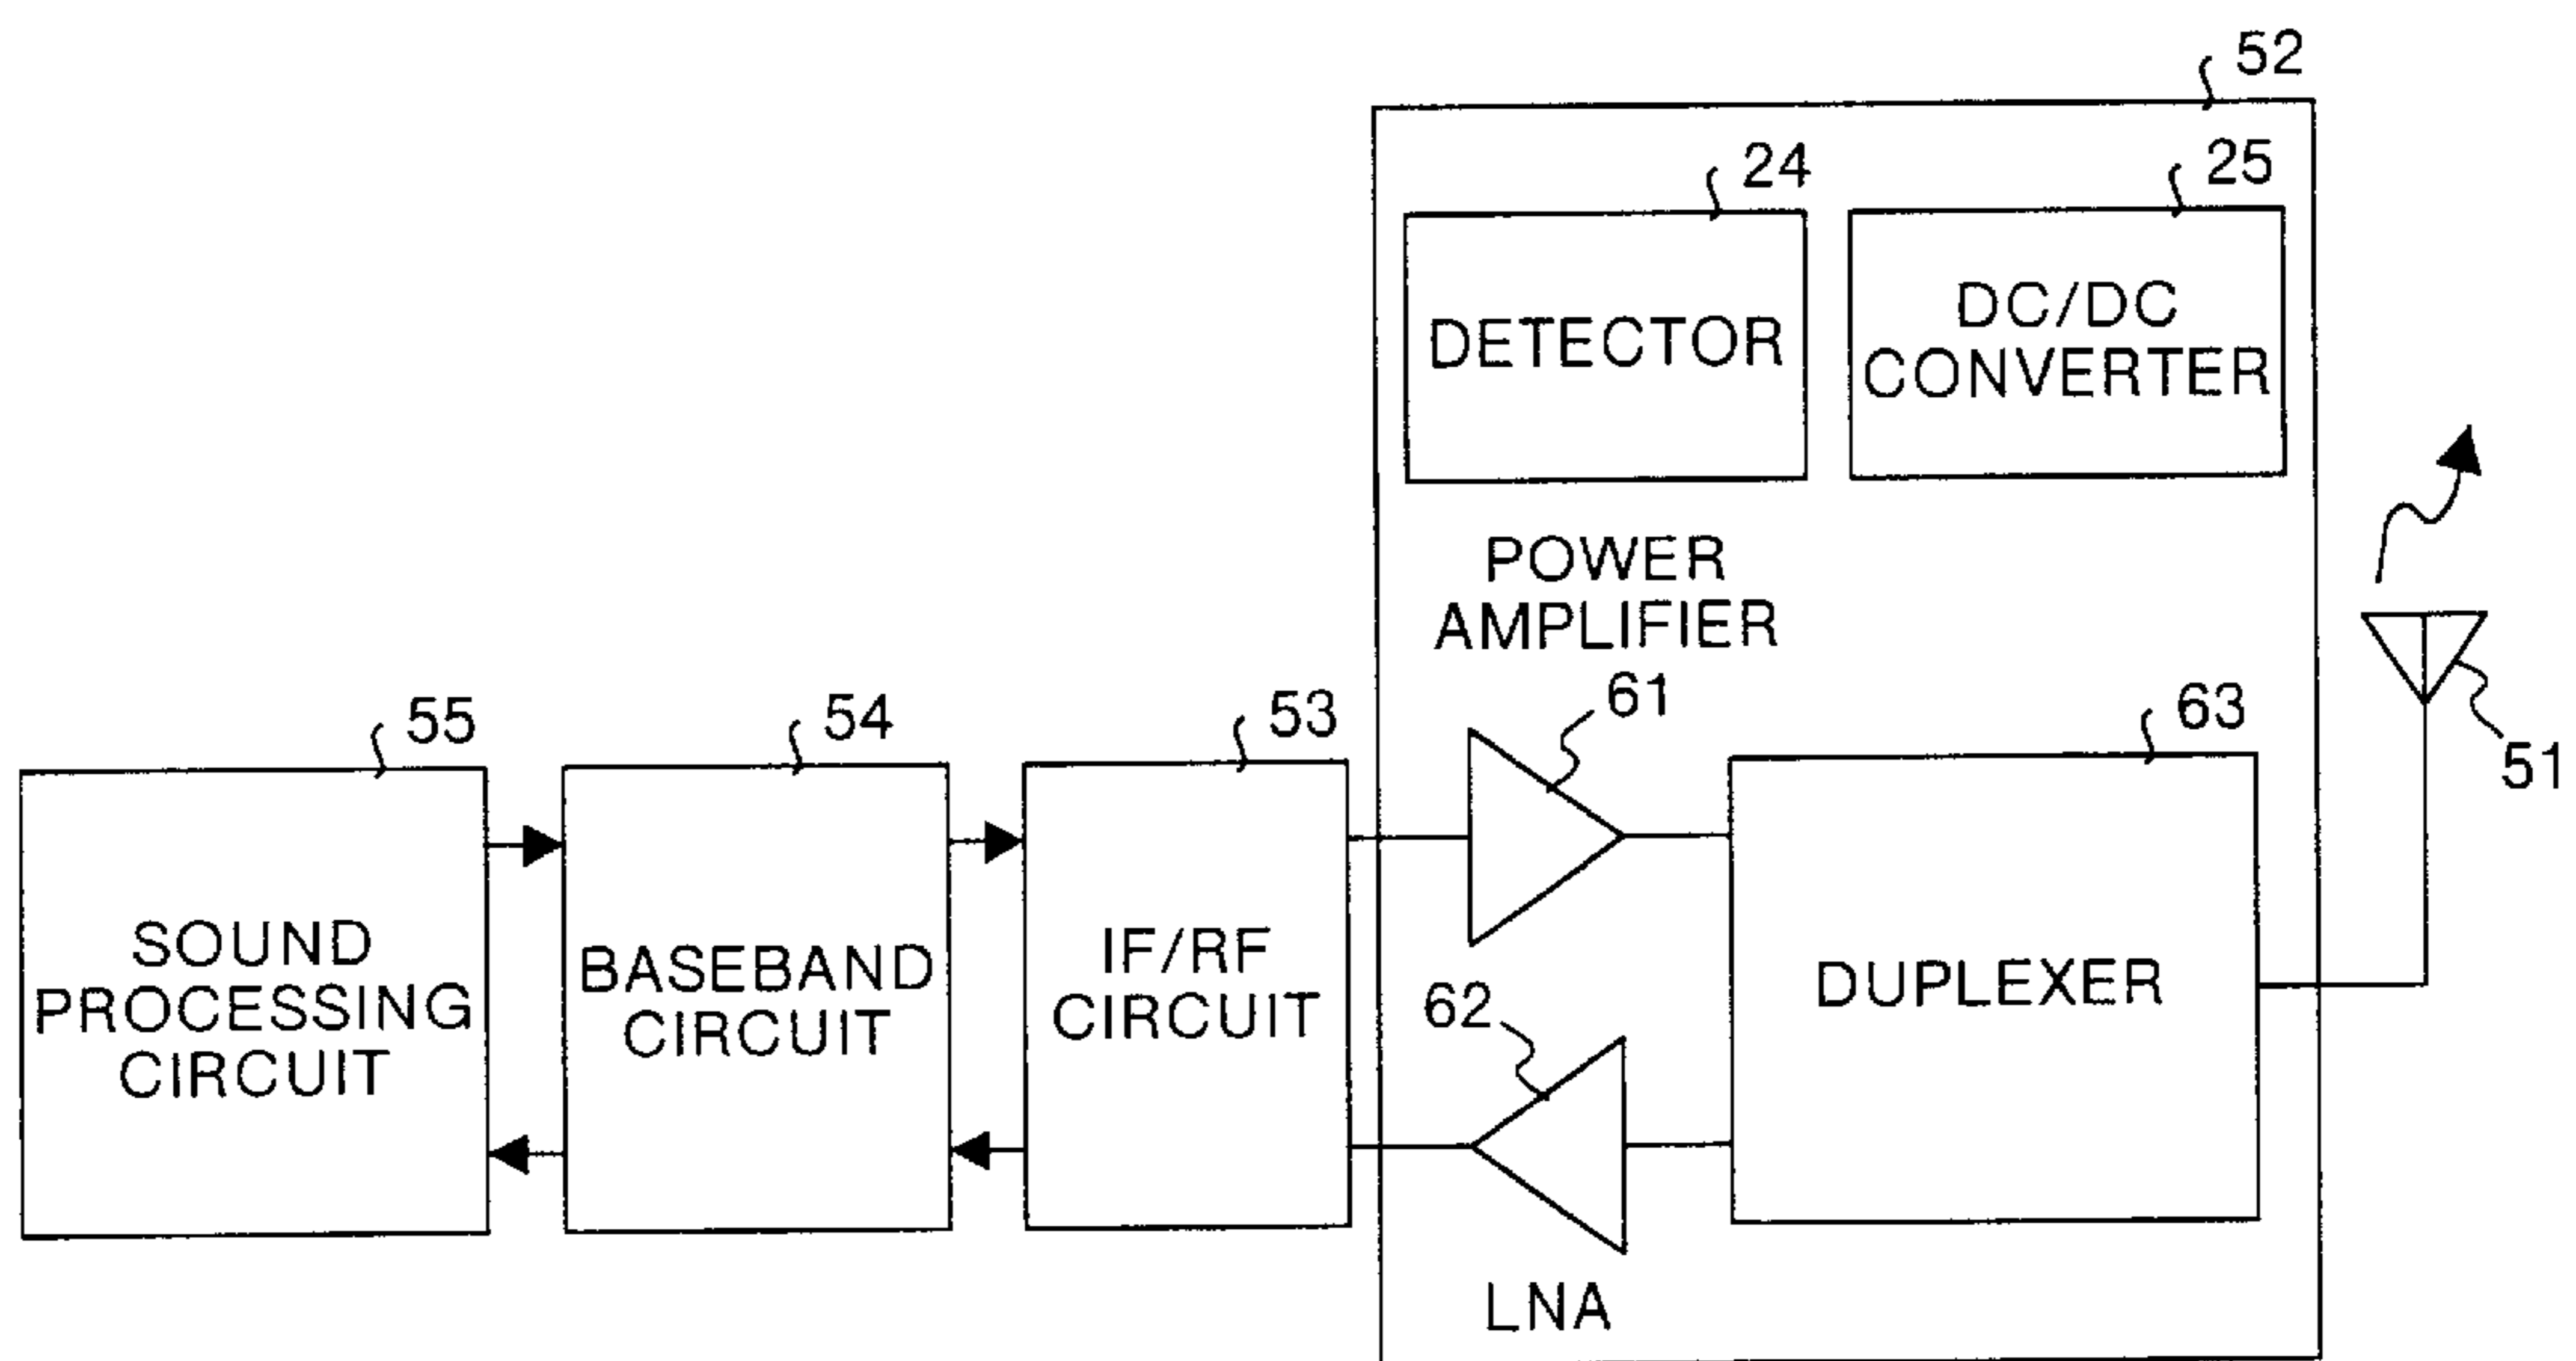 52
24
25
DETECTOR
DC/DC
CONVERTER
POWER
AMPLIFIER
61
63
51
55
54
53
SOUND
PROCESSING
CIRCUIT
BASEBAND
CIRCUIT
IF/RF
CIRCUIT
62
DUPLEXER
LNA